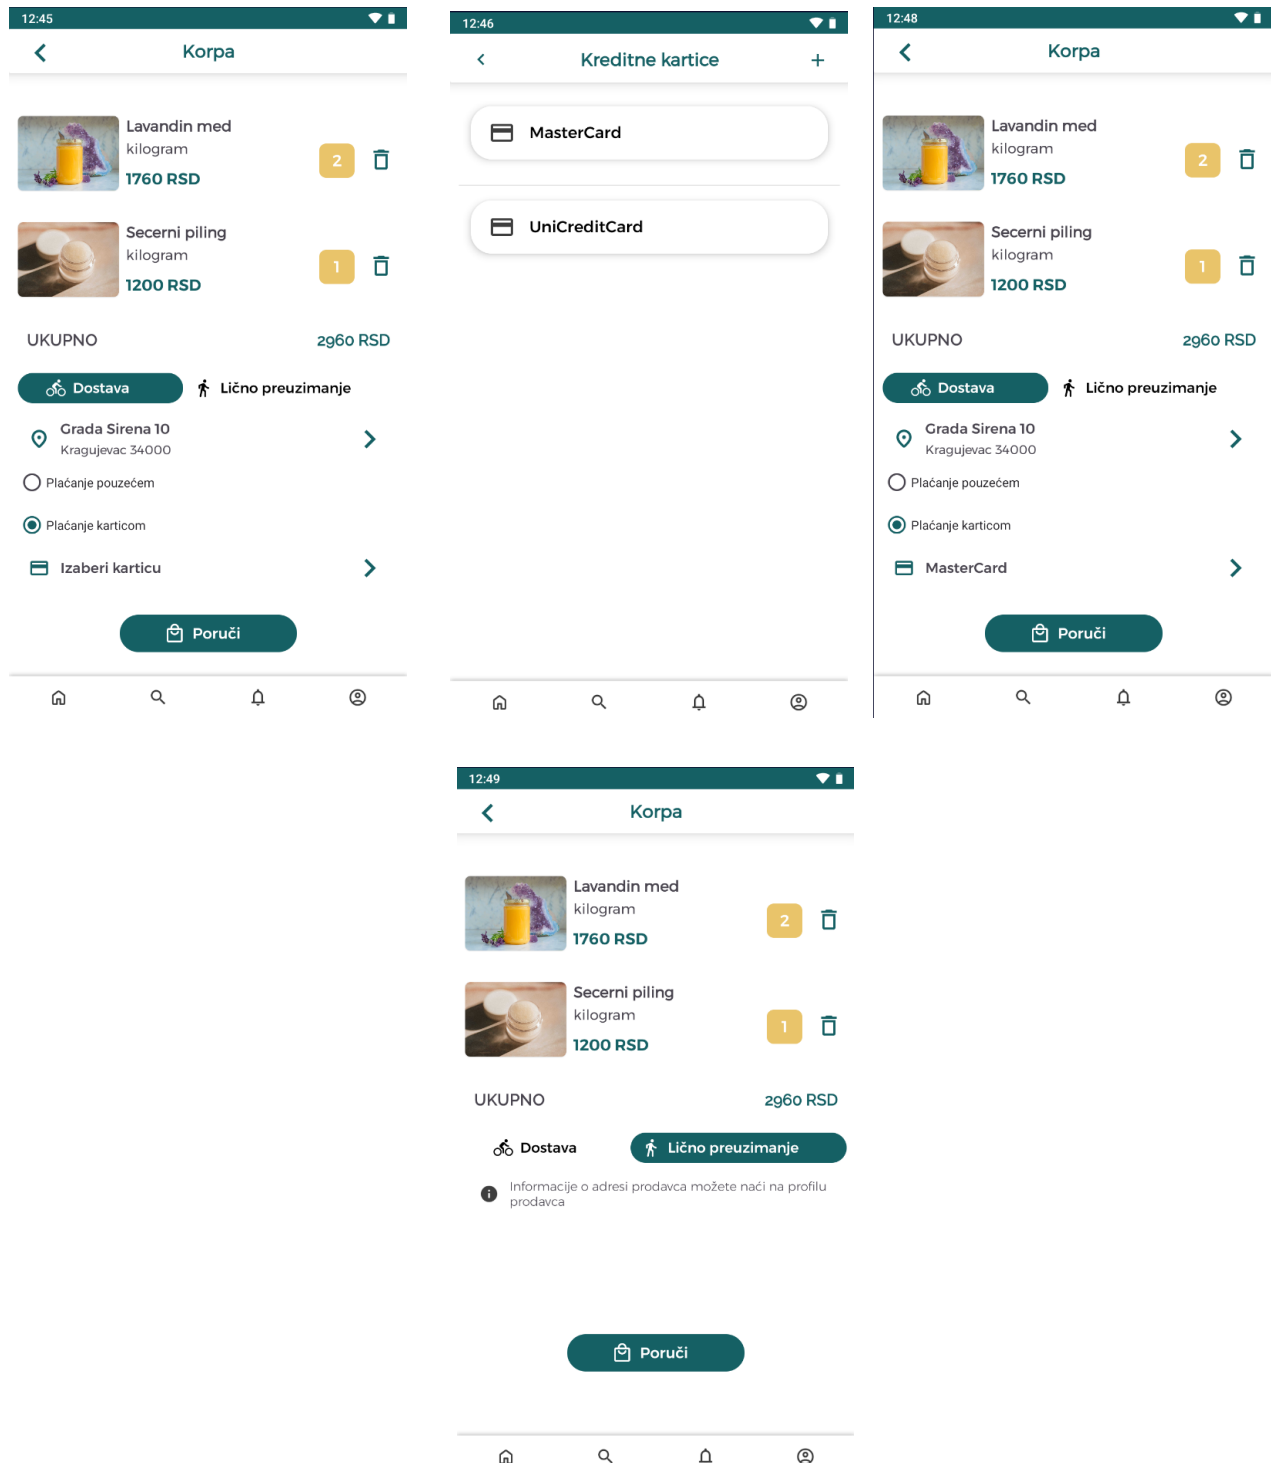 12:45
Korpa
Lavandin med
kilogram
1760 RSD
2
Secerni piling
kilogram
1200 RSD
1
UKUPNO 2960 RSD
Dostava Lično preuzimanje
Grada Sirena 10
Kragujevac 34000
Plaćanje pouzećem
Plaćanje karticom
Izaberi karticu
Poruči
12:46
Kreditne kartice
MasterCard
UniCreditCard
12:48
Korpa
Lavandin med
kilogram
1760 RSD
2
Secerni piling
kilogram
1200 RSD
1
UKUPNO 2960 RSD
Dostava Lično preuzimanje
Grada Sirena 10
Kragujevac 34000
Plaćanje pouzećem
Plaćanje karticom
MasterCard
Poruči
12:49
Korpa
Lavandin med
kilogram
1760 RSD
2
Secerni piling
kilogram
1200 RSD
1
UKUPNO 2960 RSD
Dostava Lično preuzimanje
Informacije o adresi prodavca možete naći na profilu
prodavca
Poruči